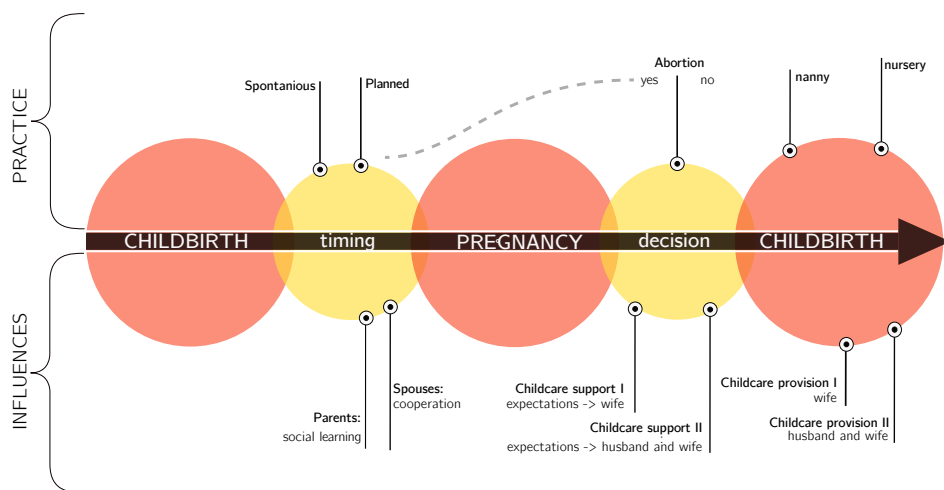 PRACTICE
Spontanious
Planned
Abortion
yes no
nanny
nursery
CHILDBIRTH timing PREGNANCY decision CHILDBIRTH
INFLUENCES
Parents:
social learning
Spouses:
cooperation
Childcare support I
expectations -> wife
Childcare support II
expectations -> husband and wife
Childcare provision I
wife
Childcare provision II
husband and wife